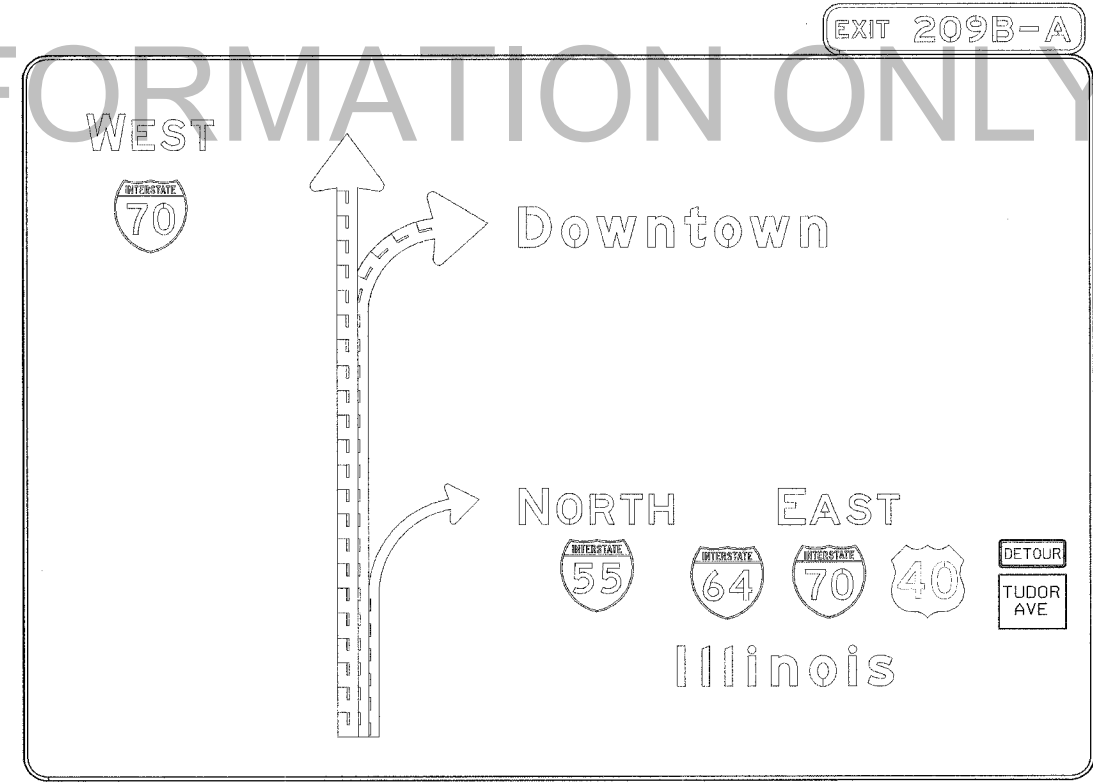 EXIT 209B-A
FORMATION ONLY
WEST
INTERSTATE
70
Downtown
NORTH EAST
INTERSTATE INTERSTATE INTERSTATE
55 64 70 40
DETOUR
TUDOR
AVE
Illinois